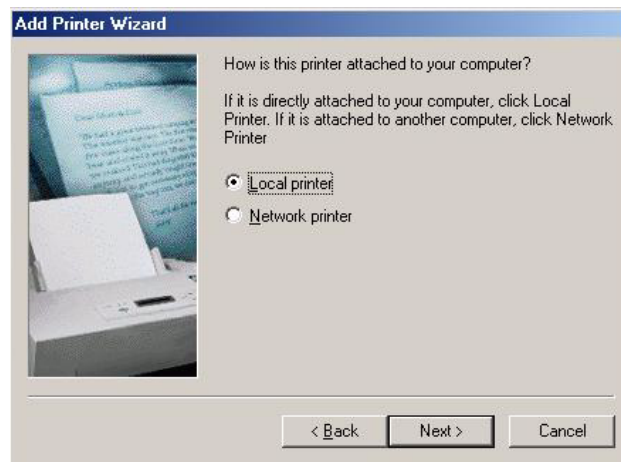 Add Printer Wizard
How is this printer attached to your computer?
If it is directly attached to your computer, click Local
Printer. If it is attached to another computer, click Network
Printer
Local printer
Network printer
< Back
Next >
Cancel